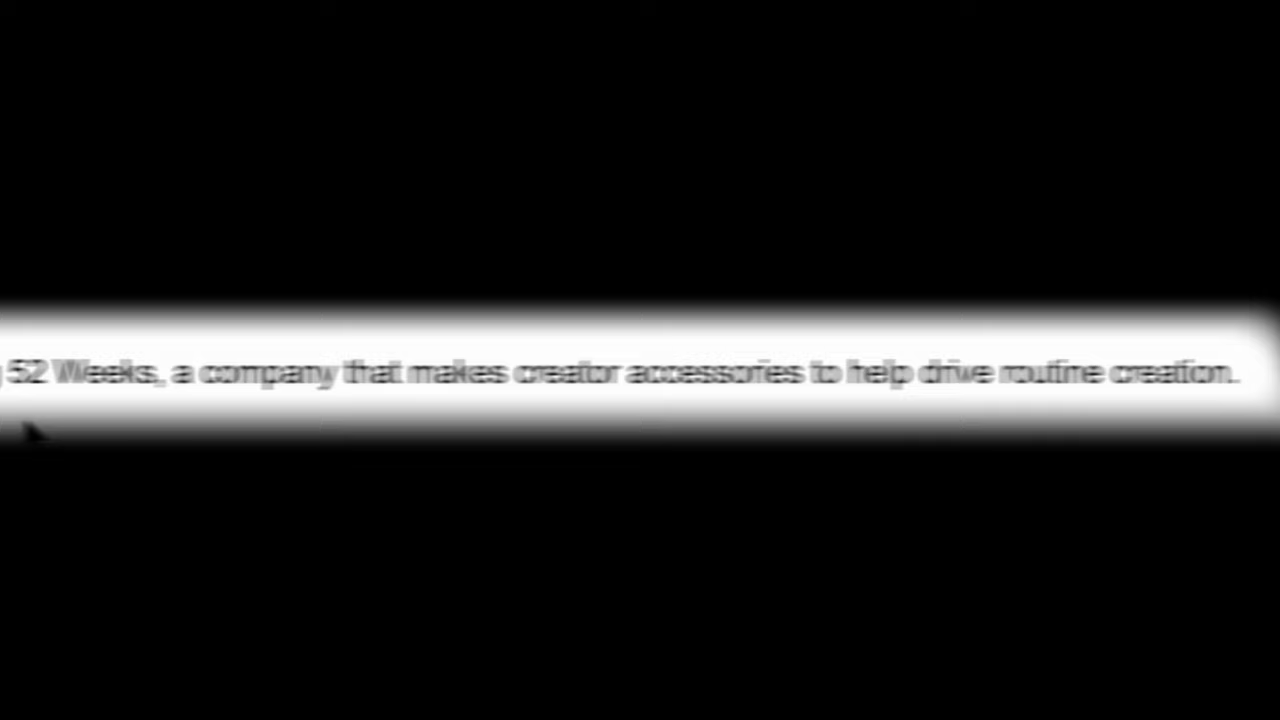 52 Weeks, a company that makes creator accessories to help drive routine creation.